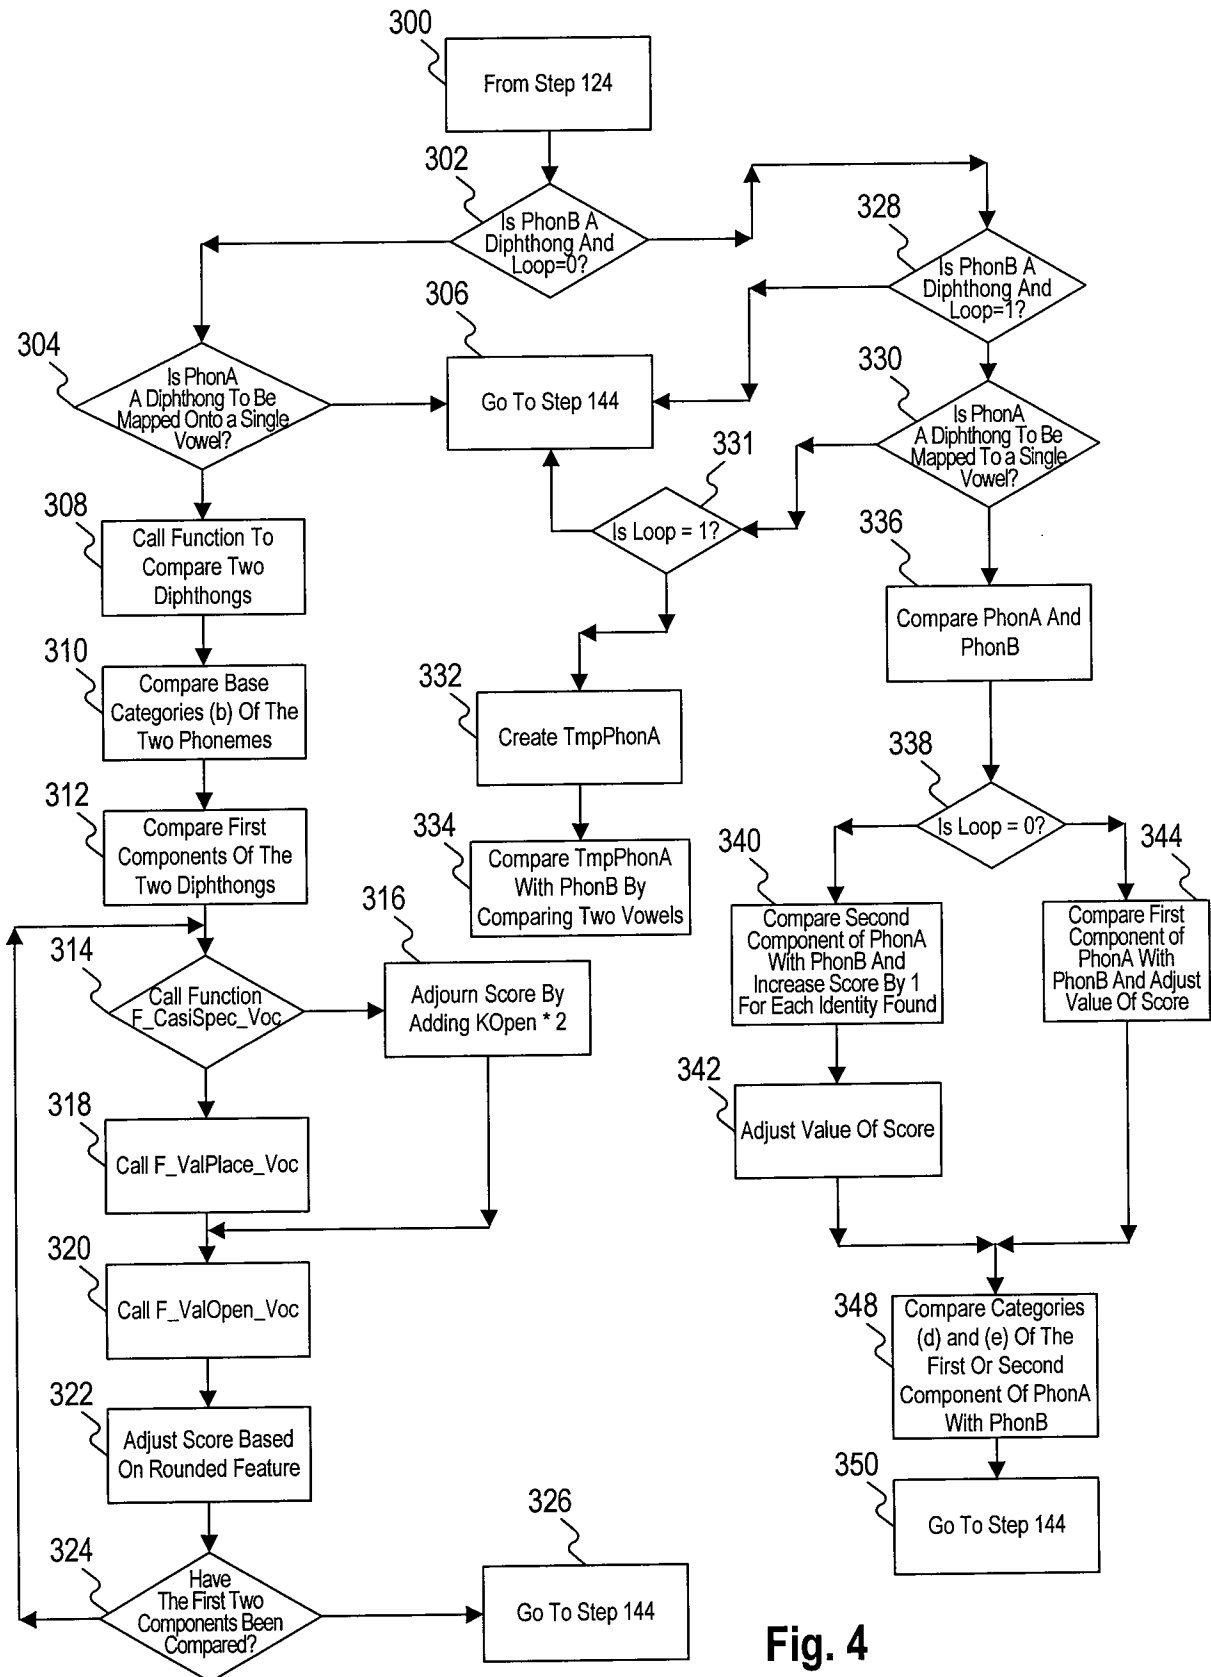 300
From Step 124
302
Is PhonB A
Diphthong And
Loop=0?
328
Is PhonB A
Diphthong And
Loop=1?
304
Is PhonA
A Diphthong To Be
Mapped Onto a Single
Vowel?
306
Go To Step 144
330
Is PhonA
A Diphthong To Be
Mapped To a Single
Vowel?
331
Is Loop = 1?
308
Call Function To
Compare Two
Diphthongs
336
Compare PhonA And
PhonB
310
Compare Base
Categories (b) Of The
Two Phonemes
332
Create TmpPhonA
338
Is Loop = 0?
312
Compare First
Components Of The
Two Diphthongs
334
Compare TmpPhonA
With PhonB By
Comparing Two Vowels
340
Compare Second
Component of PhonA
With PhonB And
Increase Score By 1
For Each Identity Found
344
Compare First
Component of
PhonA With
PhonB And Adjust
Value Of Score
314
Call Function
F_CasiSpec_Voc
316
Adjourn Score By
Adding KOpen * 2
342
Adjust Value Of Score
318
Call F_ValPlace_Voc
320
Call F_ValOpen_Voc
348
Compare Categories
(d) and (e) Of The
First Or Second
Component Of PhonA
With PhonB
322
Adjust Score Based
On Rounded Feature
350
Go To Step 144
324
Have
The First Two
Components Been
Compared?
326
Go To Step 144
Fig. 4